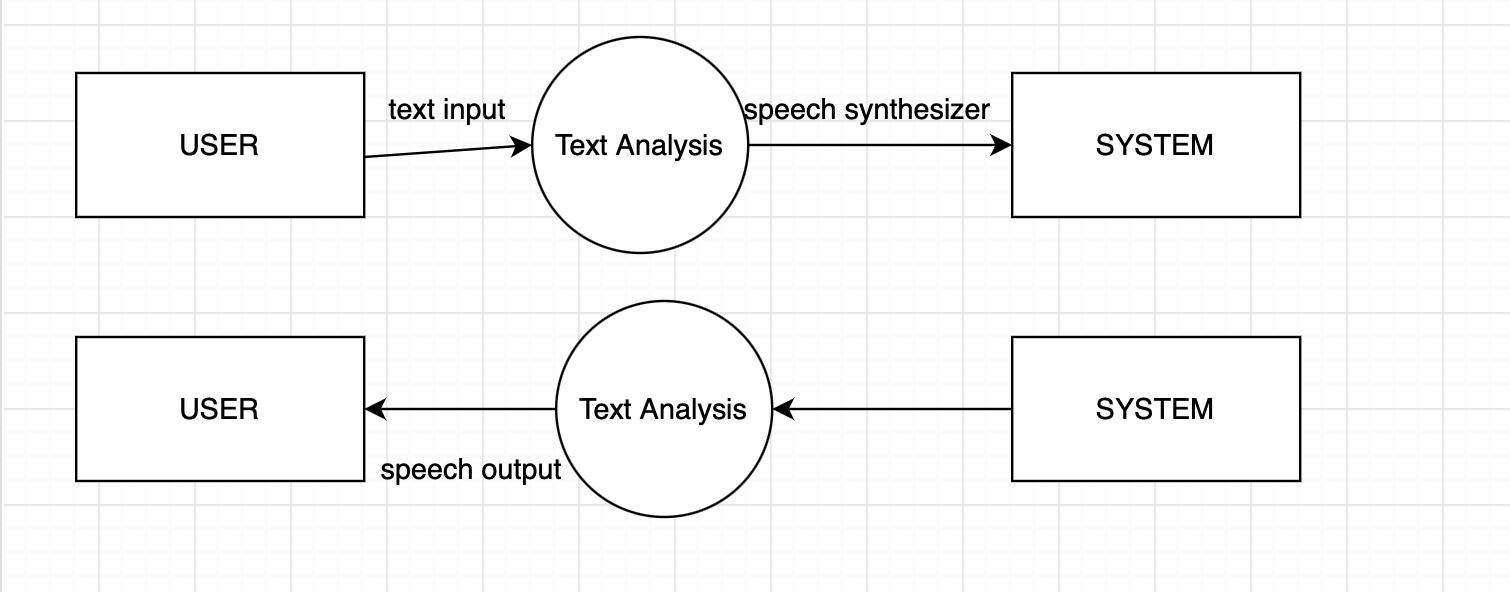 text input
speech synthesizer
USER
Text Analysis
SYSTEM
USER
Text Analysis
SYSTEM
speech output